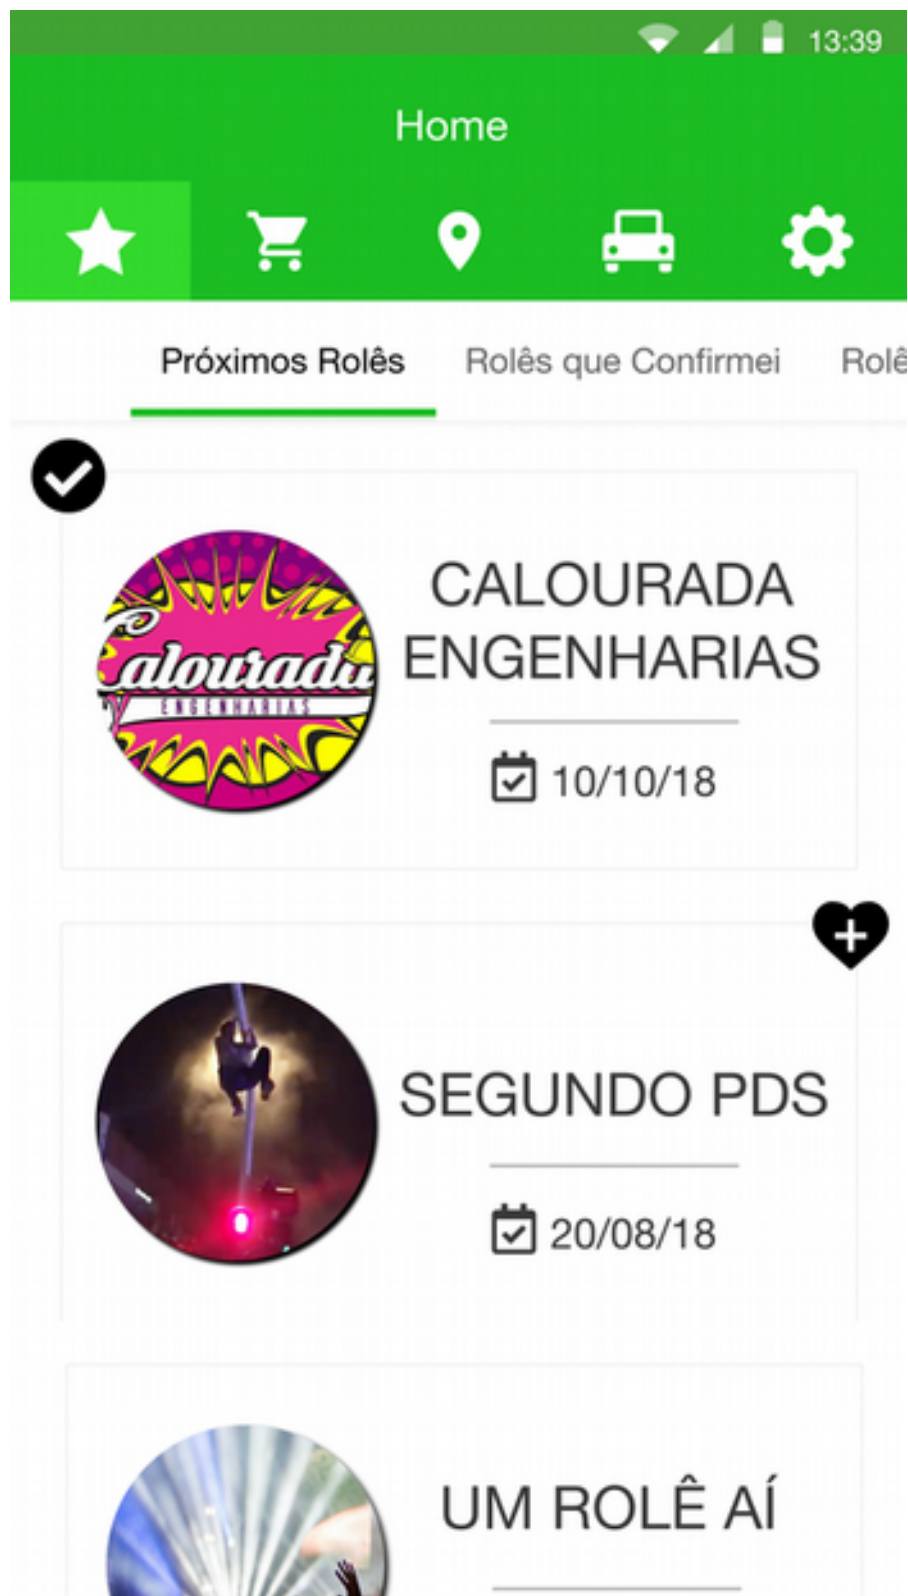 13:39
Home
Próximos Rolês
Rolês que Confirmei
Rolê
Calourada
ENGENHARIAS
CALOURADA
ENGENHARIAS
10/10/18
SEGUNDO PDS
20/08/18
UM ROLÊ AÍ